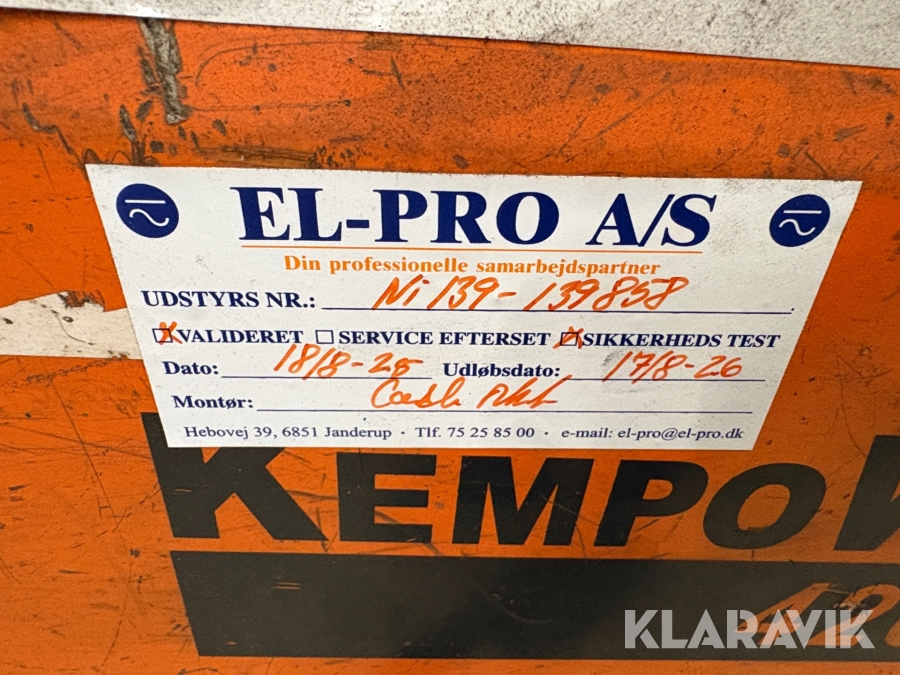 EL-PRO A/S
Din professionelle samarbejdspartner
UDSTYRS NR.: Ni139-139858
VALIDERET SERVICE EFTERSET SIKKERHEDS TEST
Dato: 18/8-25 Udløbsdato: 17/8-26
Montør:
Hebovej 39, 6851 Janderup · Tlf. 75 25 85 00 · e-mail: el-pro@el-pro.dk
KEMPO
KLARAVIK